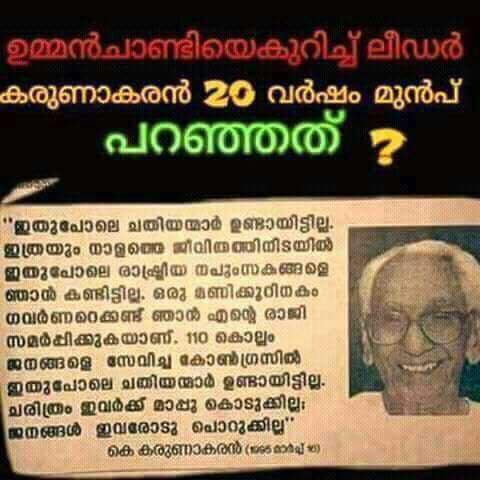 ഉമ്മൻചാണ്ടിയെകുറിച്ച് ലീഡർ
കരുണാകരൻ 20 വർഷം മുൻപ്
പറഞ്ഞത് ?
"ഇതുപോലെ ചതിയന്മാർ ഉണ്ടായിട്ടില്ല.
ഇത്രയും നാളത്തെ ജീവിതത്തിനിടയിൽ
ഇതുപോലെ രാഷ്ട്രീയ നപുംസകങ്ങളെ
ഞാൻ കണ്ടിട്ടില്ല. ഒരു മണിക്കൂറിനകം
ഗവർണറെക്കണ്ട് ഞാൻ എന്റെ രാജി
സമർപ്പിക്കുകയാണ്. 110 കൊല്ലം
ജനങ്ങളെ സേവിച്ച കോൺഗ്രസിൽ
ഇതുപോലെ ചതിയന്മാർ ഉണ്ടായിട്ടില്ല.
ചരിത്രം ഇവർക്ക് മാപ്പു കൊടുക്കില്ല;
ജനങ്ങൾ ഇവരോടു പൊറുക്കില്ല"
കെ കരുണാകരൻ (1995 മാർച്ച് 16)